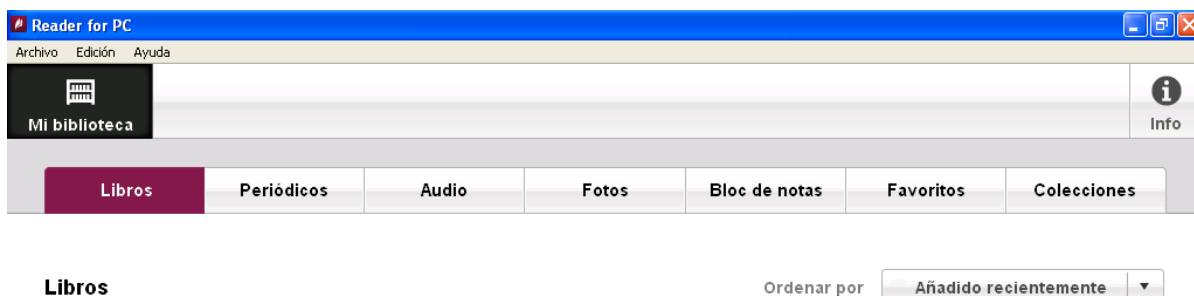 Reader for PC
Archivo Edición Ayuda
Mi biblioteca
Info
Libros Periódicos Audio Fotos Bloc de notas Favoritos Colecciones
Libros Ordenar por Añadido recientemente